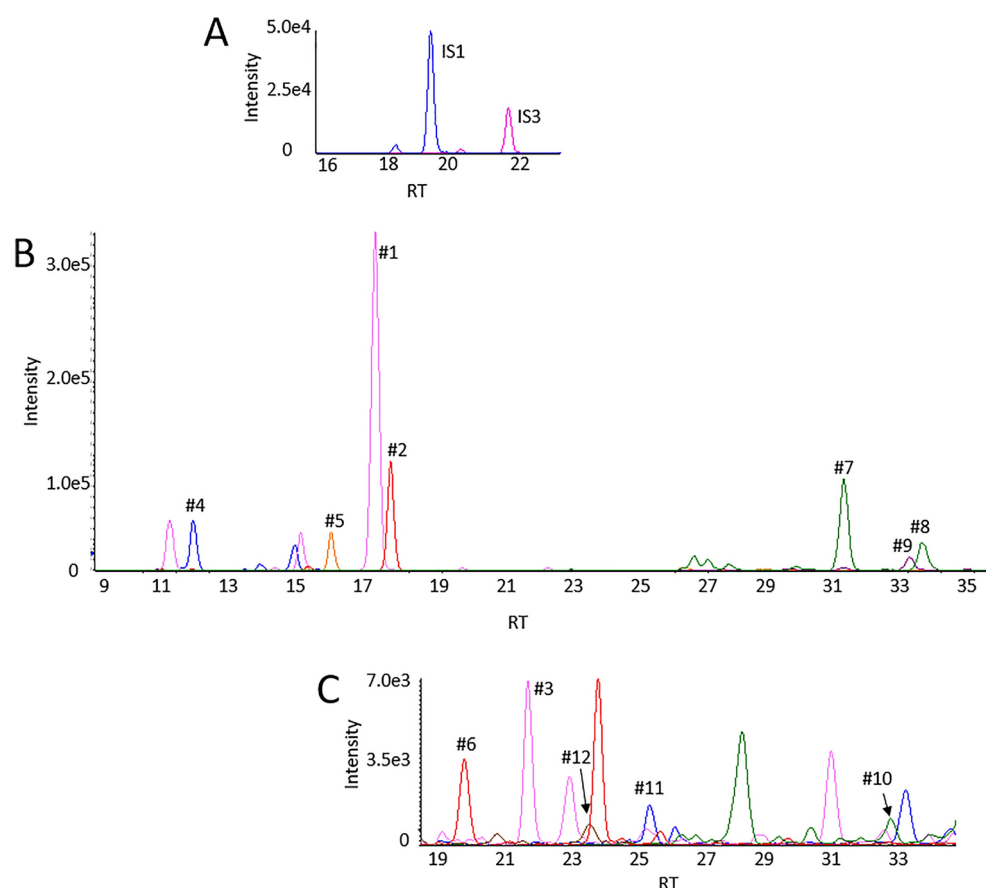 A
5.0e4
IS1
2.5e4
IS3
Intensity
0
16 18 20 22
RT
B
3.0e5
#1
2.0e5
Intensity
#2
#7
1.0e5
#4
#5
#8
#9
0
9 11 13 15 17 19 21 23 25 27 29 31 33 35
RT
C
7.0e3
#3
#6
#12
3.5e3
Intensity
#11
#10
0
19 21 23 25 27 29 31 33
RT